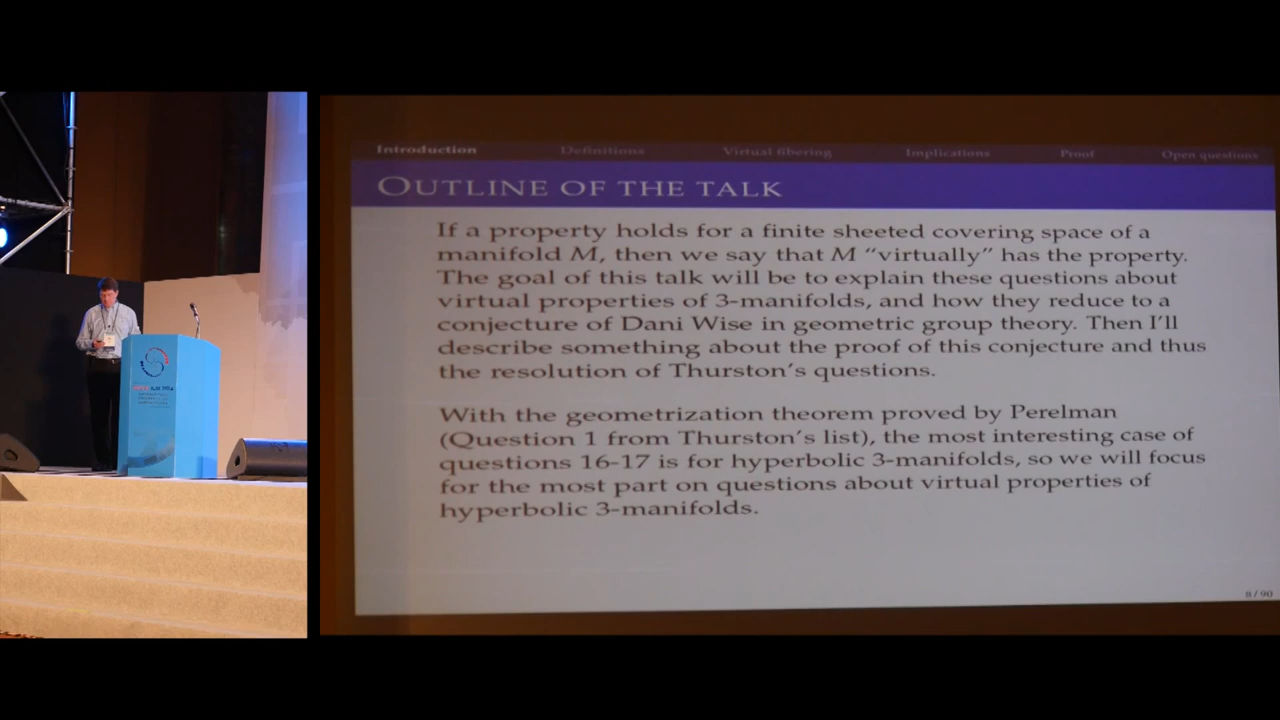 Introduction Definitions Virtual fibering Implications Proof Open questions
OUTLINE OF THE TALK
If a property holds for a finite sheeted covering space of a
manifold M, then we say that M “virtually” has the property.
The goal of this talk will be to explain these questions about
virtual properties of 3-manifolds, and how they reduce to a
conjecture of Dani Wise in geometric group theory. Then I’ll
describe something about the proof of this conjecture and thus
the resolution of Thurston’s questions.
With the geometrization theorem proved by Perelman
(Question 1 from Thurston’s list), the most interesting case of
questions 16-17 is for hyperbolic 3-manifolds, so we will focus
for the most part on questions about virtual properties of
hyperbolic 3-manifolds.
8 / 90